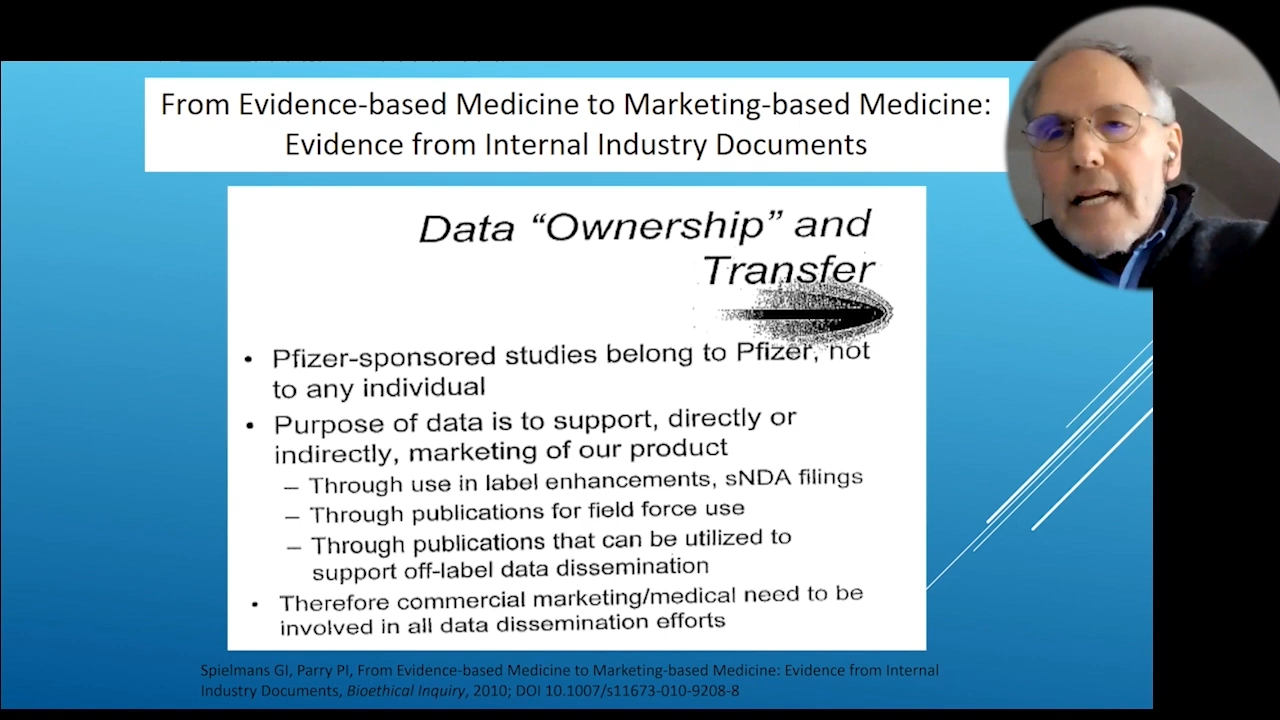 From Evidence-based Medicine to Marketing-based Medicine:
Evidence from Internal Industry Documents
Data “Ownership” and
Transfer
• Pfizer-sponsored studies belong to Pfizer, not
to any individual
• Purpose of data is to support, directly or
indirectly, marketing of our product
– Through use in label enhancements, sNDA filings
– Through publications for field force use
– Through publications that can be utilized to
support off-label data dissemination
• Therefore commercial marketing/medical need to be
involved in all data dissemination efforts
Spielmans GI, Parry PI, From Evidence-based Medicine to Marketing-based Medicine: Evidence from Internal
Industry Documents, Bioethical Inquiry, 2010; DOI 10.1007/s11673-010-9208-8